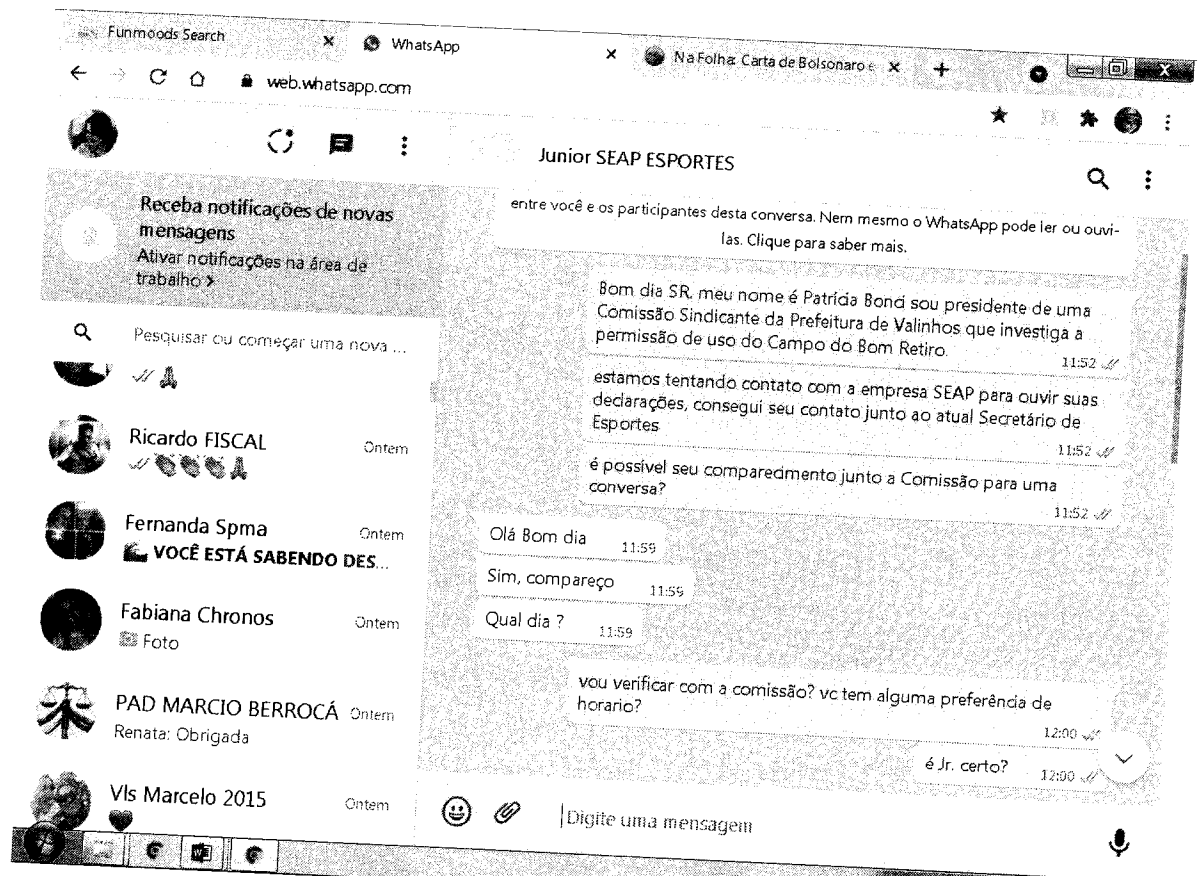 Funmoods Search
WhatsApp
Na Folha: Carta de Bolsonaro e
web.whatsapp.com
Receba notificações de novas
mensagens
Ativar notificações na área de
trabalho
Pesquisar ou começar uma nova ...
Ricardo FISCAL
Ontem
Fernanda Spma
Ontem
VOCÊ ESTÁ SABENDO DES...
Fabiana Chronos
Ontem
Foto
PAD MARCIO BERROCÁ
Ontem
Renata: Obrigada
Vls Marcelo 2015
Ontem
Junior SEAP ESPORTES
entre você e os participantes desta conversa. Nem mesmo o WhatsApp pode ler ou ouvi-
las. Clique para saber mais.
Bom dia SR. meu nome é Patrícia Bonci sou presidente de uma
Comissão Sindicante da Prefeitura de Valinhos que investiga a
permissão de uso do Campo do Bom Retiro.
11:52
estamos tentando contato com a empresa SEAP para ouvir suas
declarações, consegui seu contato junto ao atual Secretário de
Esportes
11:52
é possível seu comparecimento junto a Comissão para uma
conversa?
11:52
Olá Bom dia
11:59
Sim, compareço
11:59
Qual dia ?
11:59
vou verificar com a comissão? vc tem alguma preferência de
horario?
12:00
é Jr. certo?
12:00
Digite uma mensagem